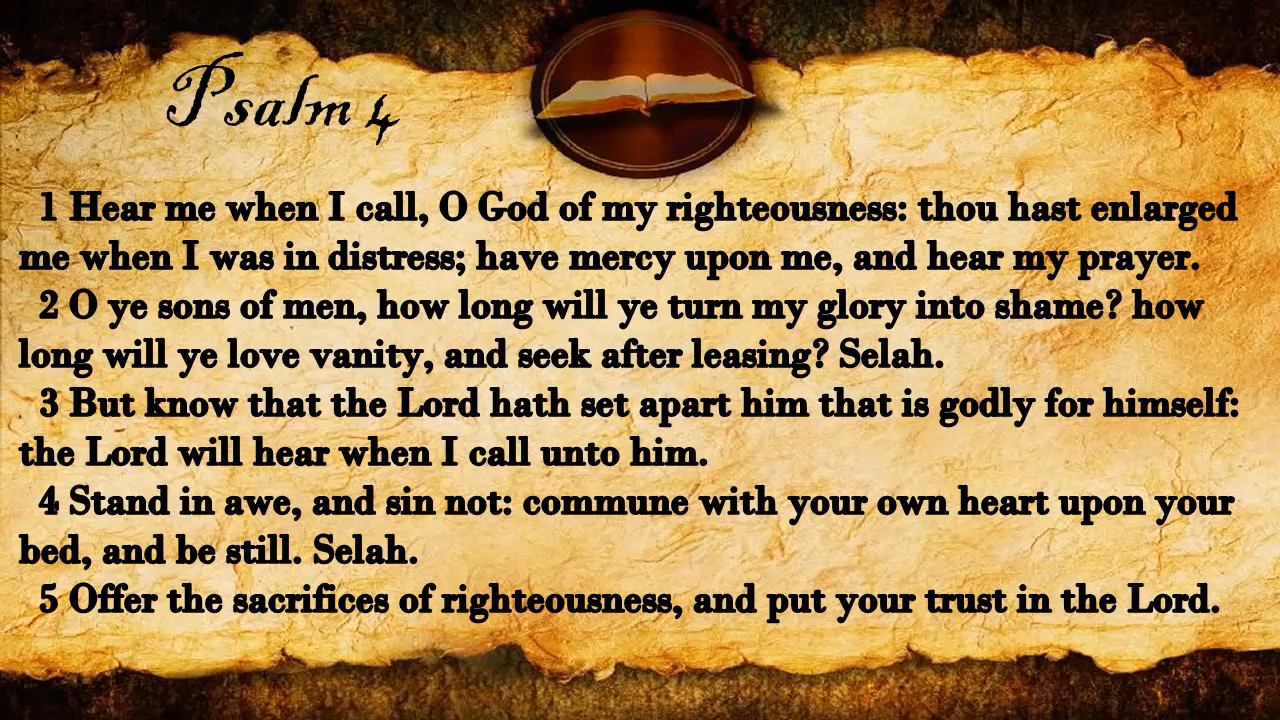 Psalm 4
1 Hear me when I call, O God of my righteousness: thou hast enlarged
me when I was in distress; have mercy upon me, and hear my prayer.
2 O ye sons of men, how long will ye turn my glory into shame? how
long will ye love vanity, and seek after leasing? Selah.
3 But know that the Lord hath set apart him that is godly for himself:
the Lord will hear when I call unto him.
4 Stand in awe, and sin not: commune with your own heart upon your
bed, and be still. Selah.
5 Offer the sacrifices of righteousness, and put your trust in the Lord.